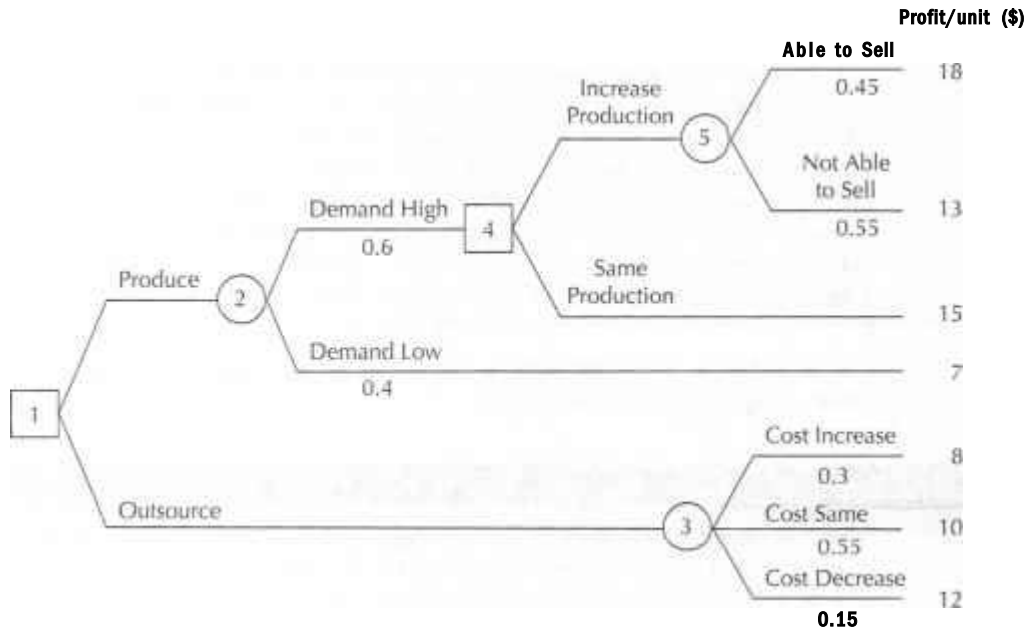 Profit/unit ($)
Able to Sell
18
0.45
Increase
Production
5
Not Able
to Sell
13
0.55
Demand High
0.6
4
Same
Production
15
Produce
2
Demand Low
0.4
7
1
Cost Increase
8
0.3
Outsource
3
Cost Same
10
0.55
Cost Decrease
12
0.15